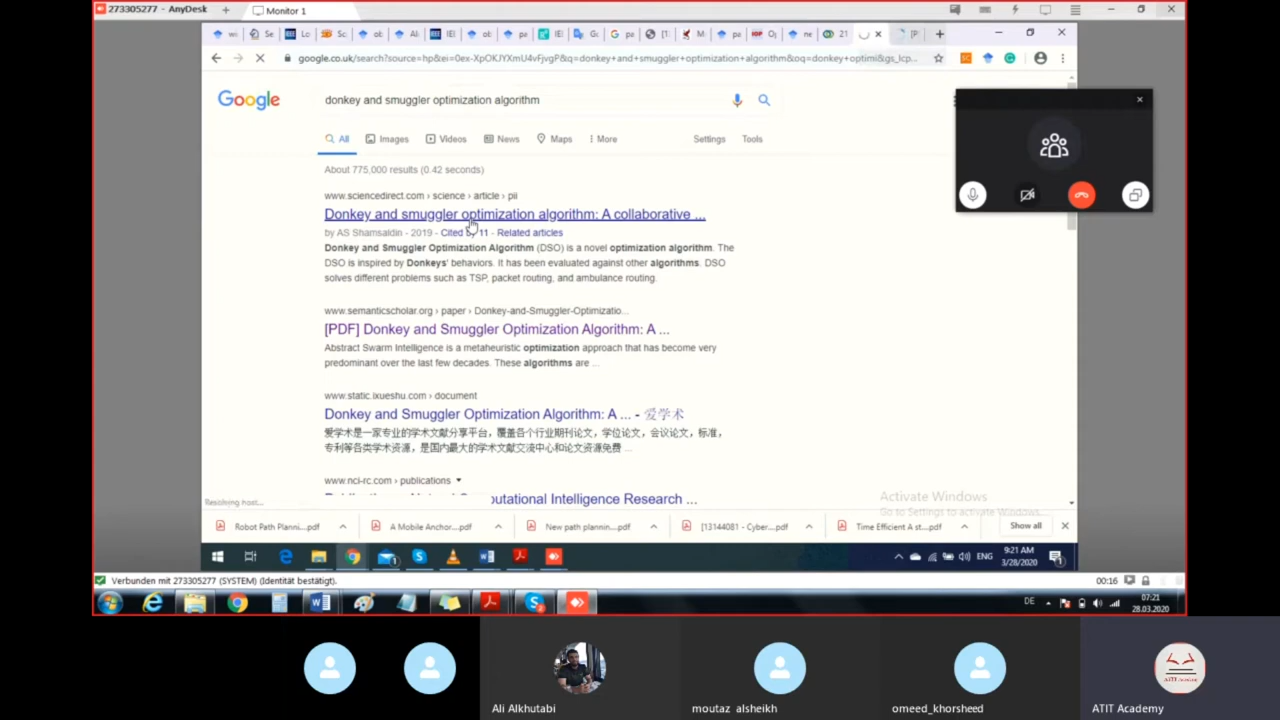 273305277 - AnyDesk
Monitor 1
google.co.uk/search?source=hp&ei=0ex-XpOKJYXmU4vFjvgP&q=donkey+and+smuggler+optimization+algorithm&oq=donkey+optimi&gs_lcp...
Google
donkey and smuggler optimization algorithm
All Images Videos News Maps More Settings Tools
About 775,000 results (0.42 seconds)
www.sciencedirect.com › science › article › pii
Donkey and smuggler optimization algorithm: A collaborative ...
by AS Shamsaldin - 2019 - Cited by 11 - Related articles
Donkey and Smuggler Optimization Algorithm (DSO) is a novel optimization algorithm. The
DSO is inspired by Donkeys' behaviors. It has been evaluated against other algorithms. DSO
solves different problems such as TSP, packet routing, and ambulance routing.
www.semanticscholar.org › paper › Donkey-and-Smuggler-Optimizatio...
[PDF] Donkey and Smuggler Optimization Algorithm: A ...
Abstract Swarm Intelligence is a metaheuristic optimization approach that has become very
predominant over the last few decades. These algorithms are ...
www.static.ixueshu.com › document
Donkey and Smuggler Optimization Algorithm: A ... - 爱学术
爱学术是一家专业的学术文献分享平台，覆盖各个行业期刊论文，学位论文，会议论文，标准，
专利等各类学术资源，是国内最大的学术文献交流中心和论文资源免费 ...
www.nci-rc.com › publications
putational Intelligence Research ...
Resolving host...
Activate Windows
Go to Settings to activate Windows.
Robot Path Planni....pdf
A Mobile Anchor....pdf
New path plannin....pdf
[13144081 - Cyber....pdf
Time Efficient A st....pdf
Show all
ENG
9:21 AM
3/28/2020
Verbunden mit 273305277 (SYSTEM) (Identität bestätigt).
00:16
DE
07:21
28.03.2020
Ali Alkhutabi
moutaz_alsheikh
omeed_khorsheed
ATIT Academy